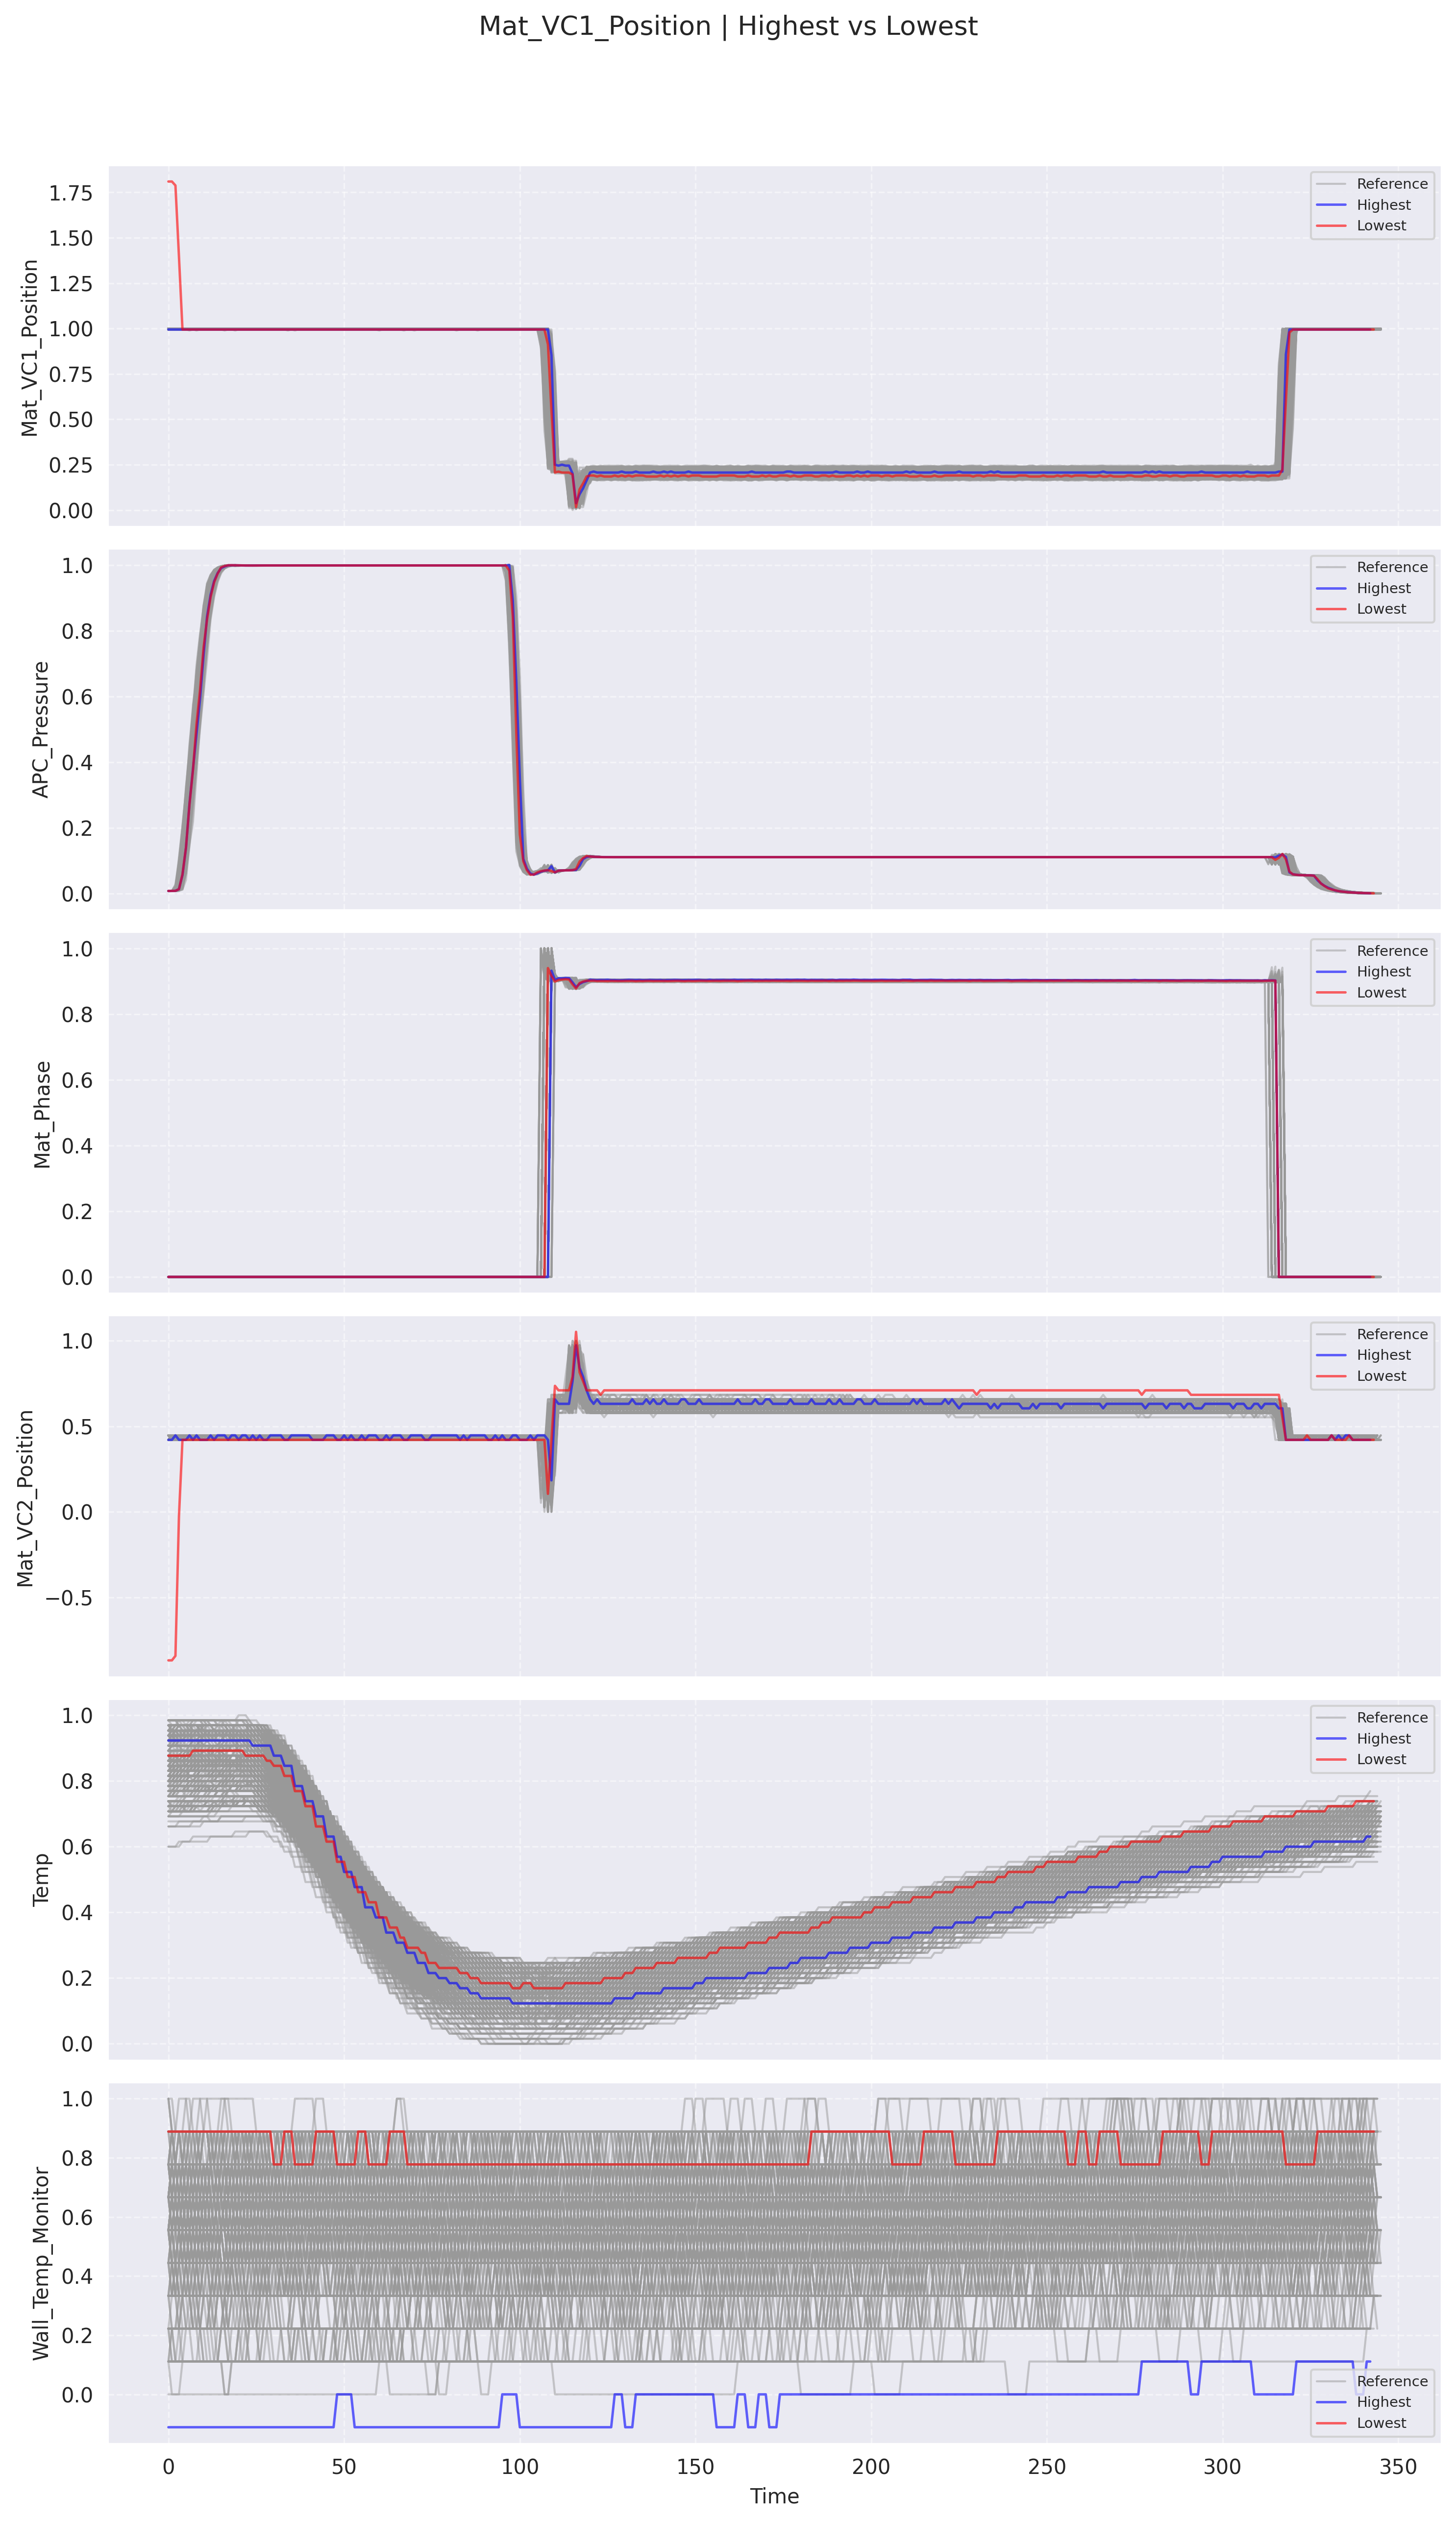 Mat_VC1_Position | Highest vs Lowest
Mat_VC1_Position
1.75
1.50
1.25
1.00
0.75
0.50
0.25
0.00
Reference
Highest
Lowest
APC_Pressure
1.0
0.8
0.6
0.4
0.2
0.0
Reference
Highest
Lowest
Mat_Phase
1.0
0.8
0.6
0.4
0.2
0.0
Reference
Highest
Lowest
Mat_VC2_Position
1.0
0.5
0.0
−0.5
Reference
Highest
Lowest
Temp
1.0
0.8
0.6
0.4
0.2
0.0
Reference
Highest
Lowest
Wall_Temp_Monitor
1.0
0.8
0.6
0.4
0.2
0.0
Reference
Highest
Lowest
0 50 100 150 200 250 300 350
Time